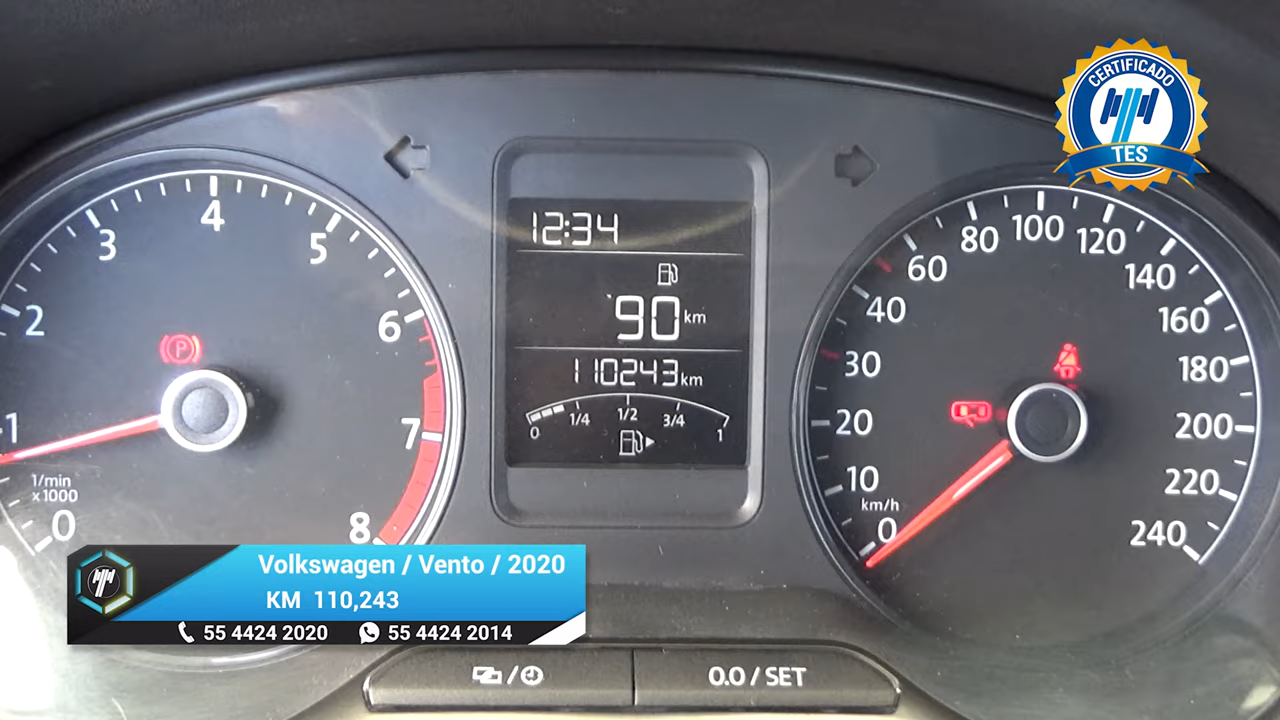 CERTIFICADO
TES
12:34
90 km
110243 km
0 1/4 1/2 3/4 1
0
1
2
3
4
5
6
7
8
1/min
x1000
P
0
10
20
30
40
60
80
100
120
140
160
180
200
220
240
km/h
Volkswagen / Vento / 2020
KM 110,243
55 4424 2020 55 4424 2014
0.0 / SET